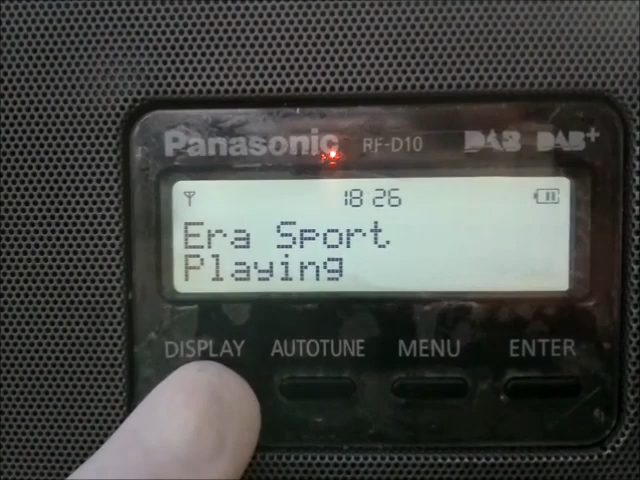 Panasonic RF-D10 DAB DAB+
18 26
Era Sport
Playing
DISPLAY AUTOTUNE MENU ENTER